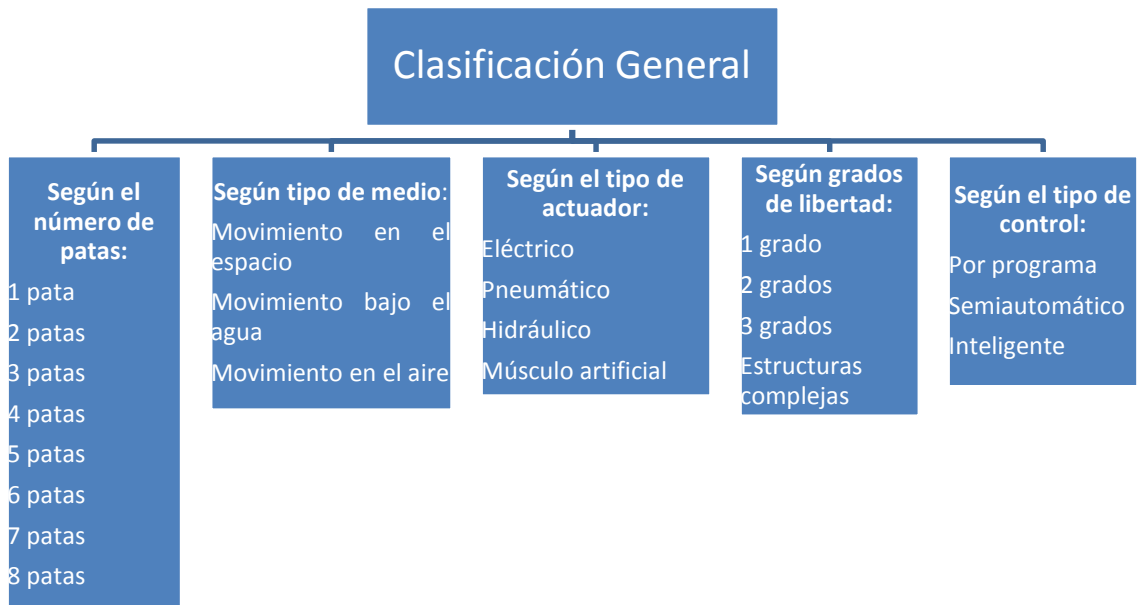 Clasificación General
Según el
número de
patas:
1 pata
2 patas
3 patas
4 patas
5 patas
6 patas
7 patas
8 patas
Según tipo de medio:
Movimiento en el
espacio
Movimiento bajo el
agua
Movimiento en el aire
Según el tipo de
actuador:
Eléctrico
Pneumático
Hidráulico
Músculo artificial
Según grados
de libertad:
1 grado
2 grados
3 grados
Estructuras
complejas
Según el tipo de
control:
Por programa
Semiautomático
Inteligente